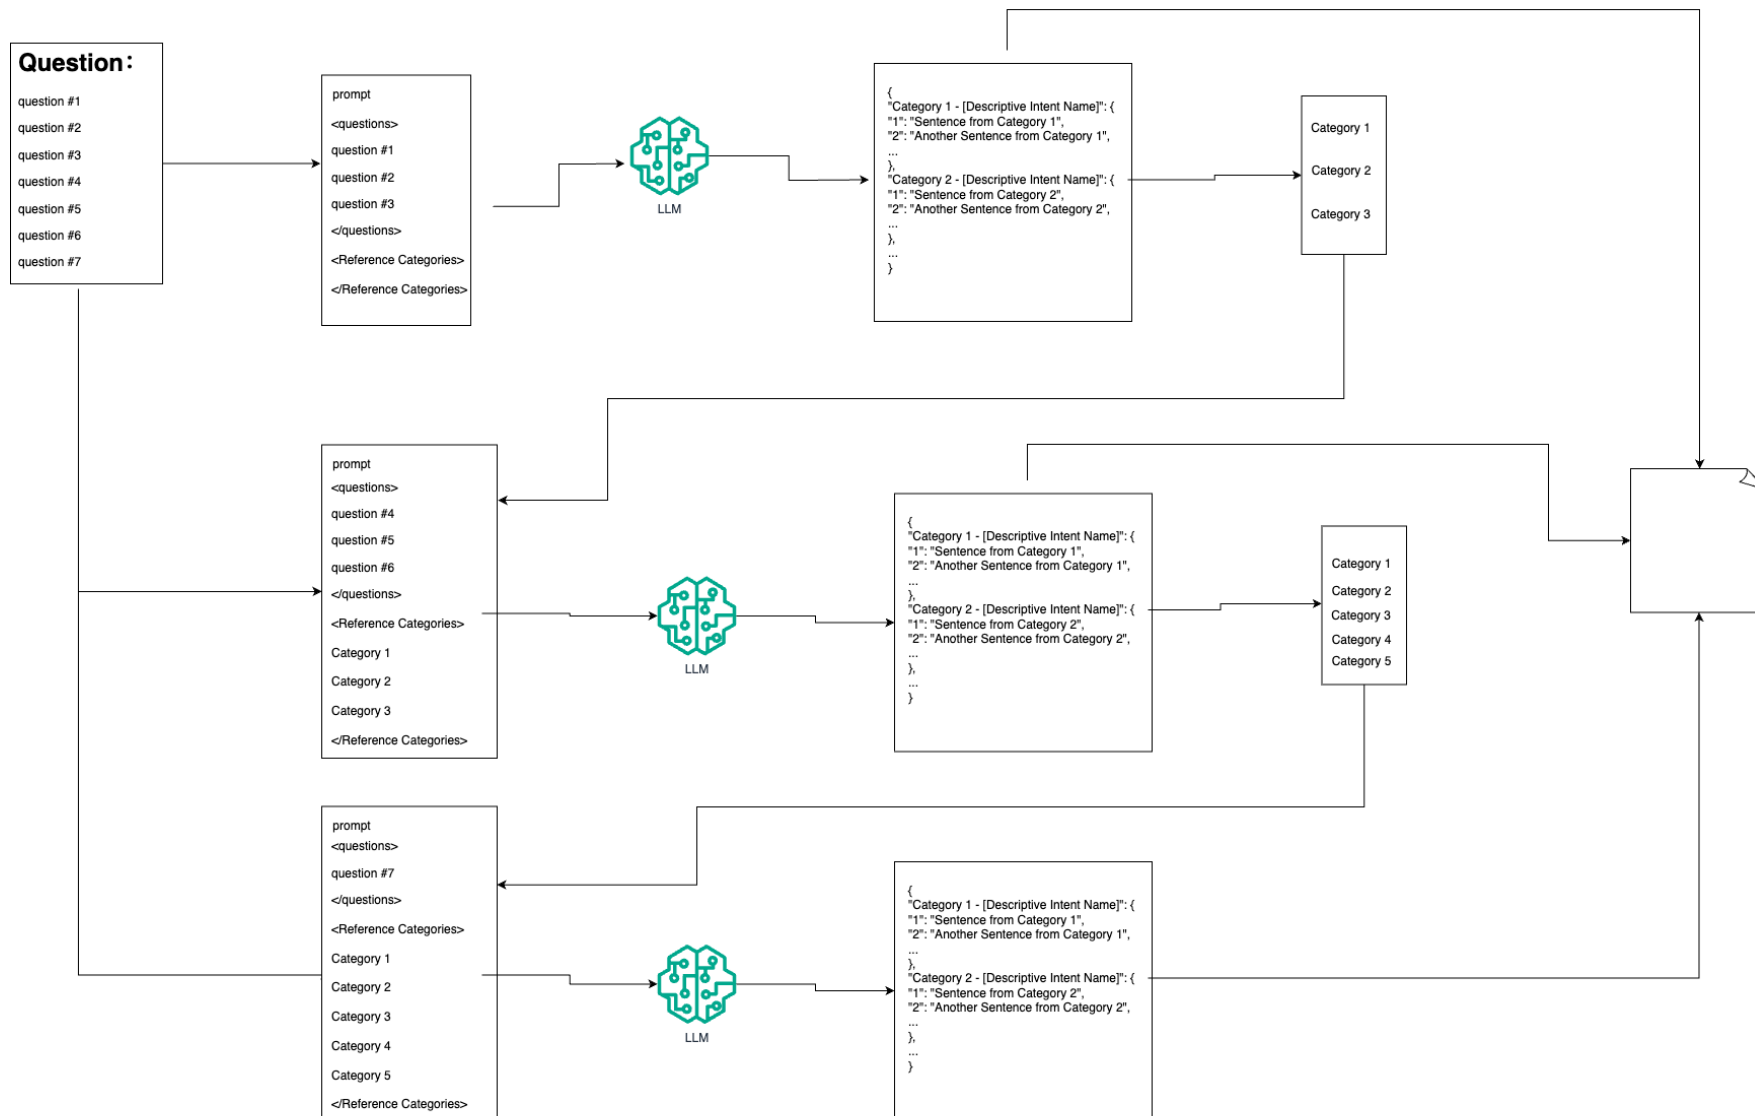 Question：
question #1
question #2
question #3
question #4
question #5
question #6
question #7
prompt
<questions>
question #1
question #2
question #3
</questions>
<Reference Categories>
</Reference Categories>
LLM
{
"Category 1 - [Descriptive Intent Name]": {
"1": "Sentence from Category 1",
"2": "Another Sentence from Category 1",
...
},
"Category 2 - [Descriptive Intent Name]": {
"1": "Sentence from Category 2",
"2": "Another Sentence from Category 2",
...
},
...
}
Category 1
Category 2
Category 3
prompt
<questions>
question #4
question #5
question #6
</questions>
<Reference Categories>
Category 1
Category 2
Category 3
</Reference Categories>
LLM
{
"Category 1 - [Descriptive Intent Name]": {
"1": "Sentence from Category 1",
"2": "Another Sentence from Category 1",
...
},
"Category 2 - [Descriptive Intent Name]": {
"1": "Sentence from Category 2",
"2": "Another Sentence from Category 2",
...
},
...
}
Category 1
Category 2
Category 3
Category 4
Category 5
prompt
<questions>
question #7
</questions>
<Reference Categories>
Category 1
Category 2
Category 3
Category 4
Category 5
</Reference Categories>
LLM
{
"Category 1 - [Descriptive Intent Name]": {
"1": "Sentence from Category 1",
"2": "Another Sentence from Category 1",
...
},
"Category 2 - [Descriptive Intent Name]": {
"1": "Sentence from Category 2",
"2": "Another Sentence from Category 2",
...
},
...
}